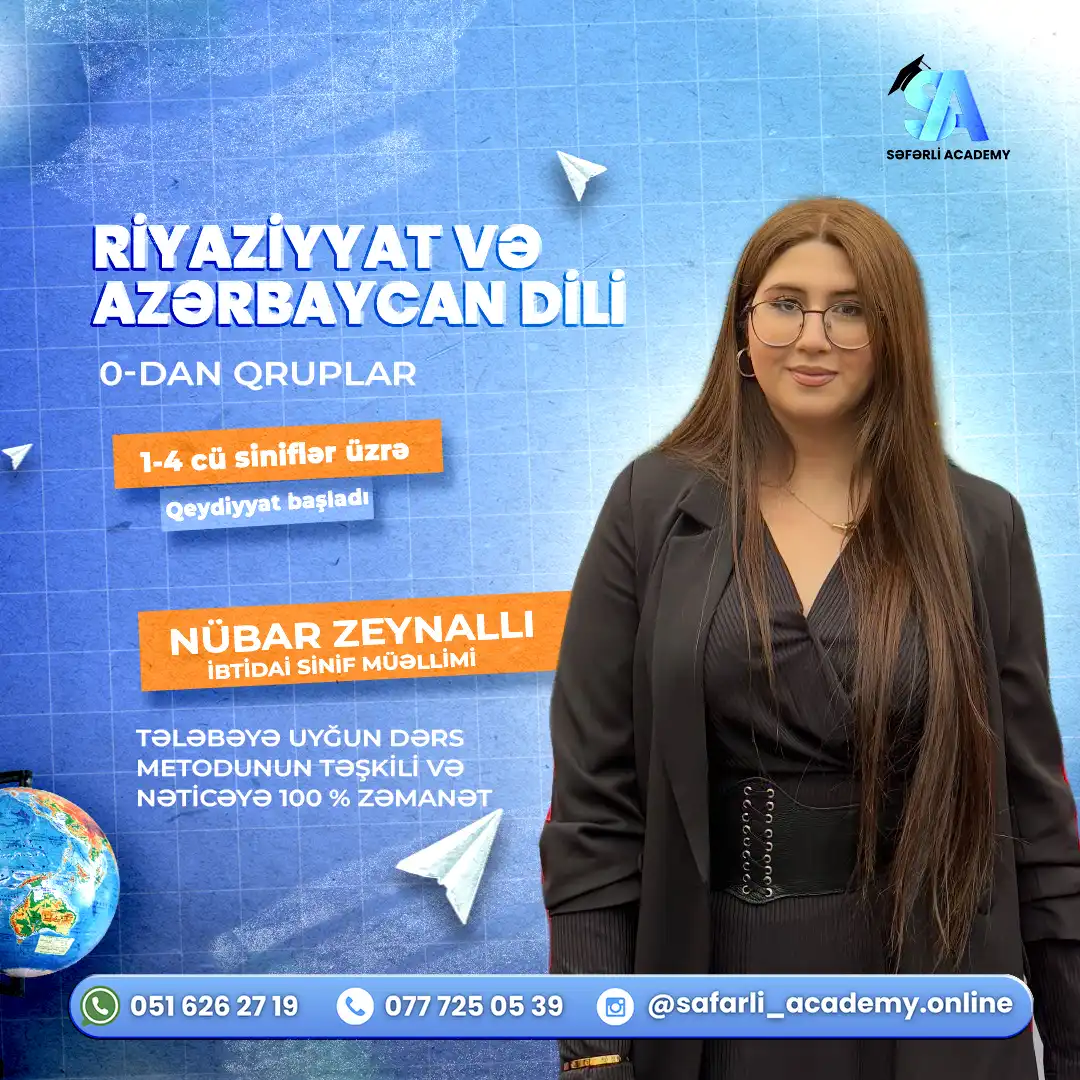 SA
SƏFƏRLİ ACADEMY
RİYAZİYYAT VƏ
AZƏRBAYCAN DİLİ
0-DAN QRUPLAR
1-4 cü siniflər üzrə
Qeydiyyat başladı
NÜBAR ZEYNALLI
İBTİDAİ SİNİF MÜƏLLİMİ
TƏLƏBƏYƏ UYĞUN DƏRS
METODUNUN TƏŞKİLİ VƏ
NƏTİCƏYƏ 100 % ZƏMANƏT
051 626 27 19 077 725 05 39 @safarli_academy.online